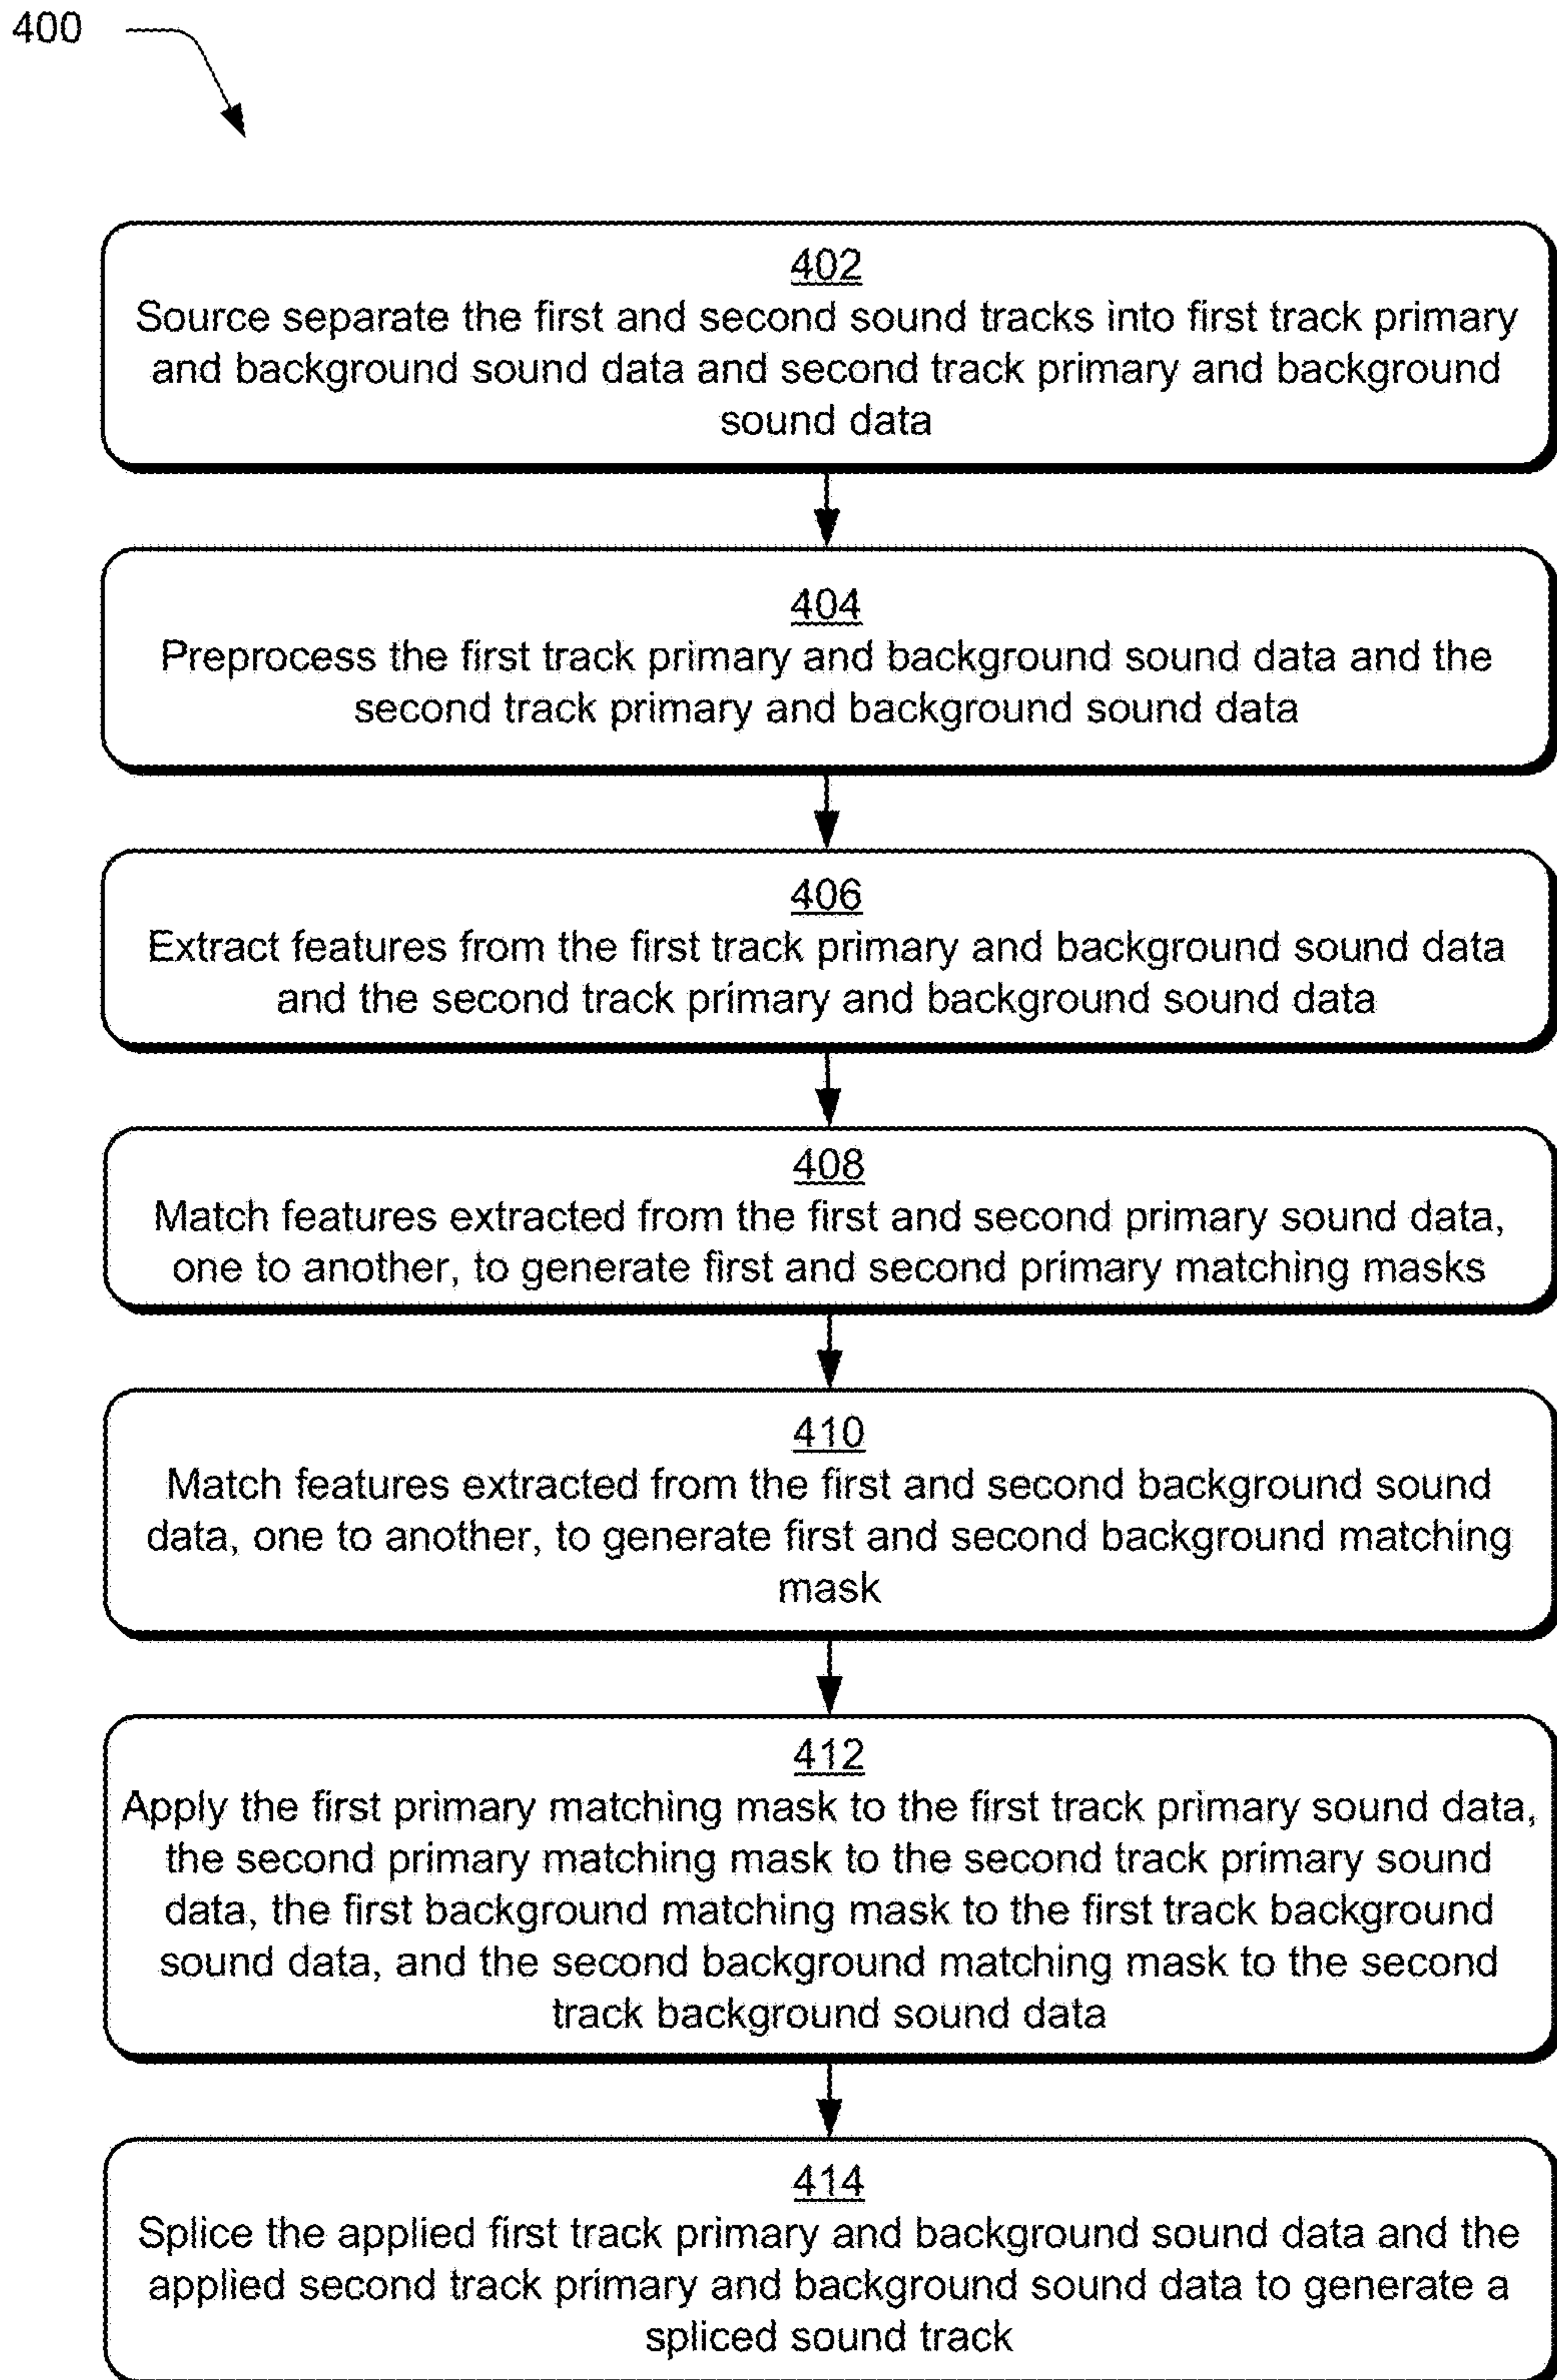 400
402
Source separate the first and second sound tracks into first track primary
and background sound data and second track primary and background
sound data
404
Preprocess the first track primary and background sound data and the
second track primary and background sound data
406
Extract features from the first track primary and background sound data
and the second track primary and background sound data
408
Match features extracted from the first and second primary sound data,
one to another, to generate first and second primary matching masks
410
Match features extracted from the first and second background sound
data, one to another, to generate first and second background matching
mask
412
Apply the first primary matching mask to the first track primary sound data,
the second primary matching mask to the second track primary sound
data, the first background matching mask to the first track background
sound data, and the second background matching mask to the second
track background sound data
414
Splice the applied first track primary and background sound data and the
applied second track primary and background sound data to generate a
spliced sound track